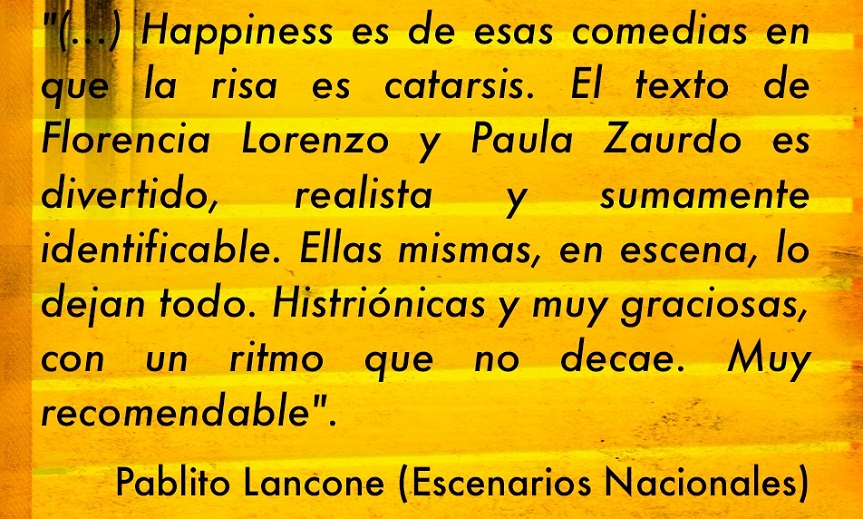 "(...) Happiness es de esas comedias en
que la risa es catarsis. El texto de
Florencia Lorenzo y Paula Zaurdo es
divertido, realista y sumamente
identificable. Ellas mismas, en escena, lo
dejan todo. Histriónicas y muy graciosas,
con un ritmo que no decae. Muy
recomendable".
Pablito Lancone (Escenarios Nacionales)